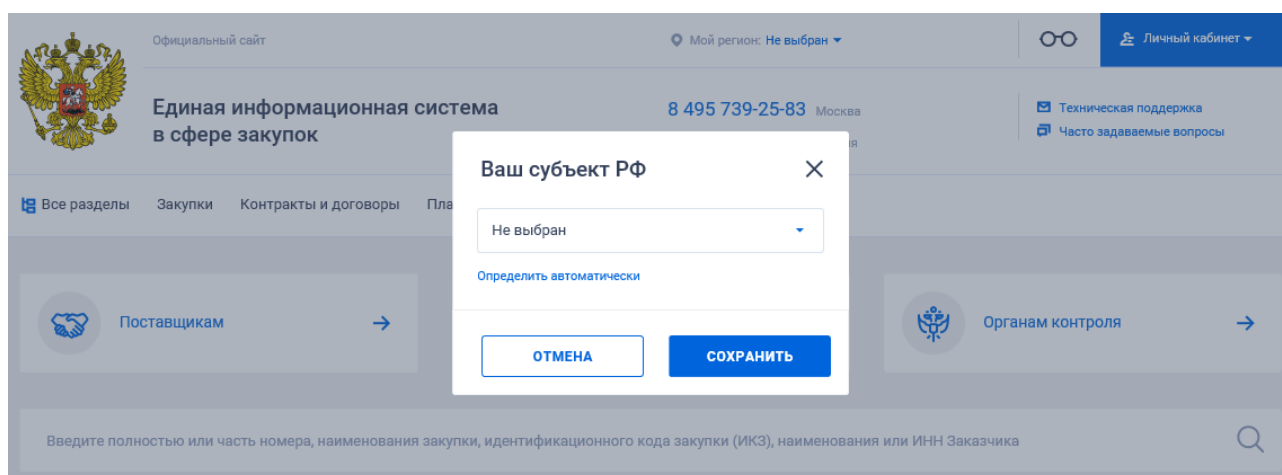 Официальный сайт
Мой регион: Не выбран
Личный кабинет
Единая информационная система
в сфере закупок
8 495 739-25-83 Москва
Техническая поддержка
Часто задаваемые вопросы
Все разделы Закупки Контракты и договоры
Ваш субъект РФ
Не выбран
Определить автоматически
ОТМЕНА СОХРАНИТЬ
Поставщикам
Органам контроля
Введите полностью или часть номера, наименования закупки, идентификационного кода закупки (ИКЗ), наименования или ИНН Заказчика